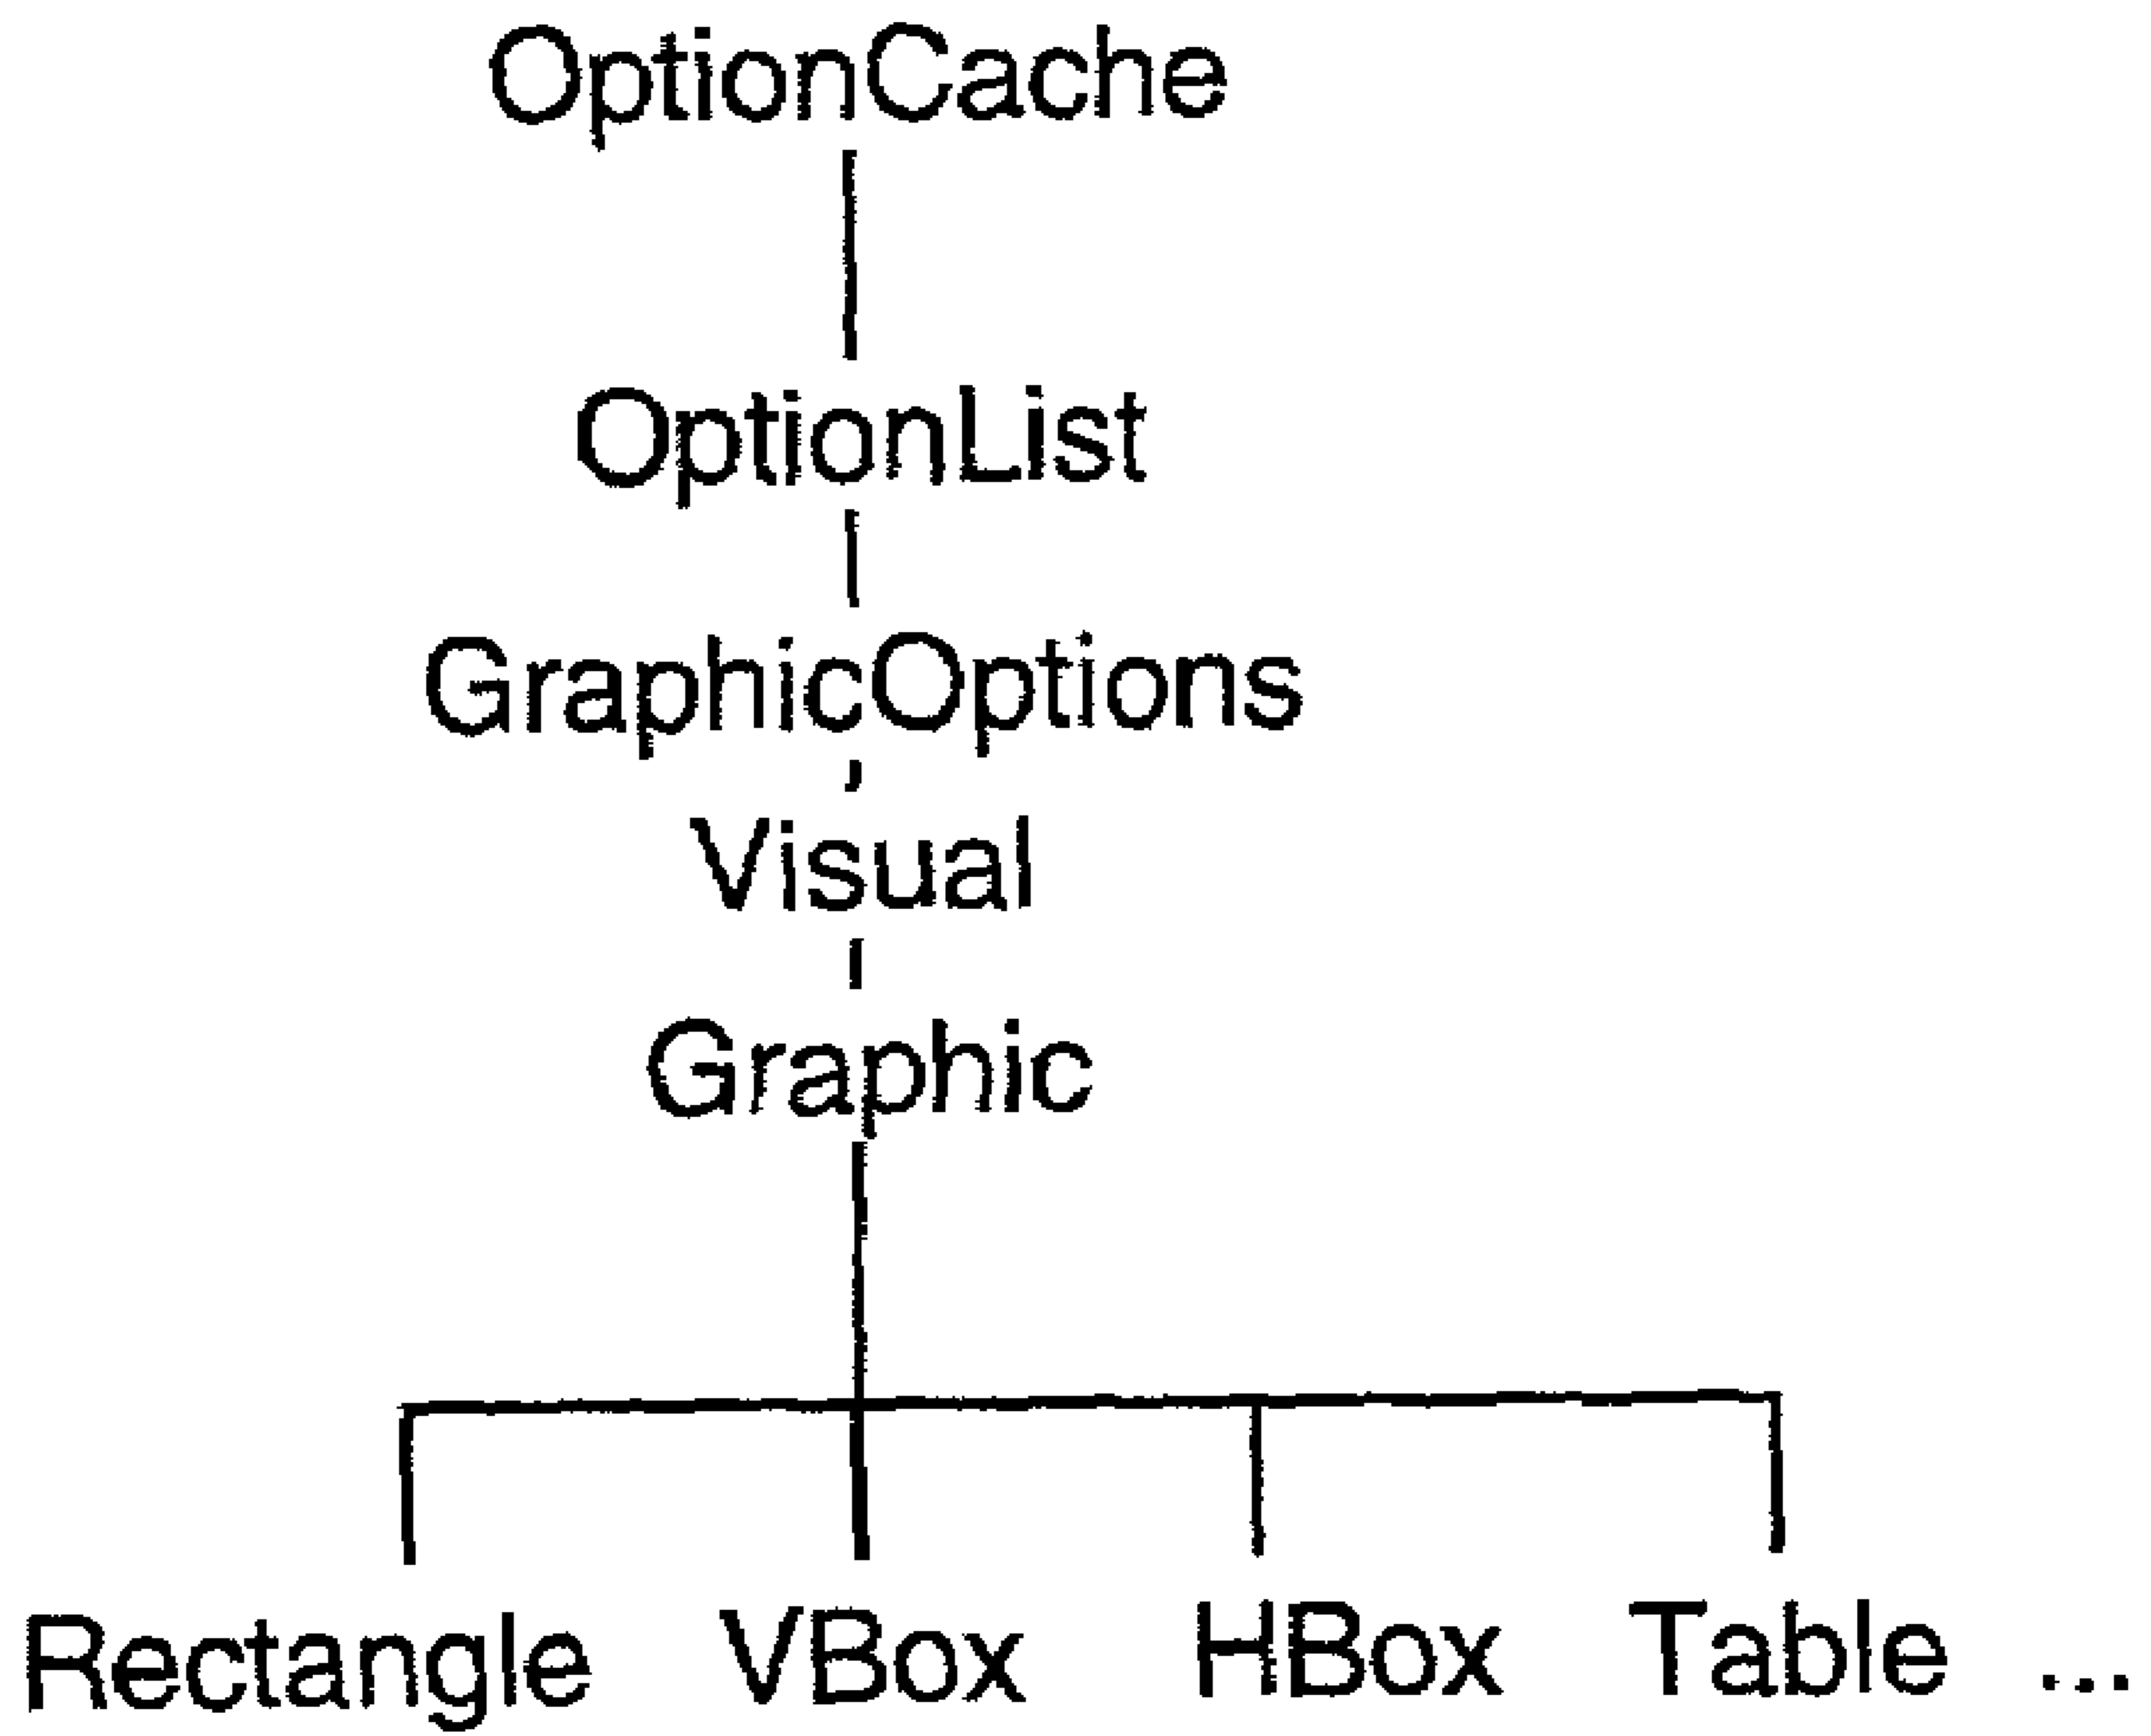 OptionCache
OptionList
GraphicOptions
Visual
Graphic
Rectangle VBox HBox Table ...